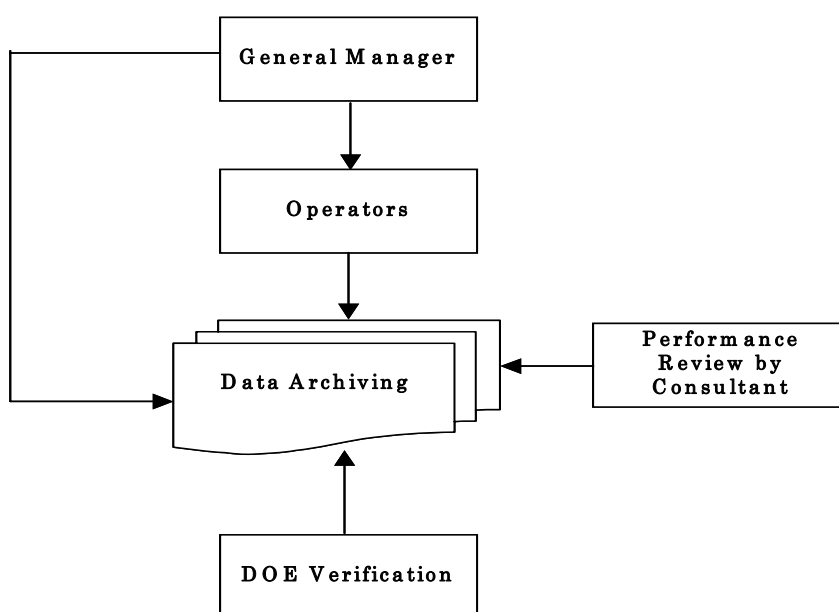 General Manager
Operators
Data Archiving
Performance
Review by
Consultant
DOE Verification